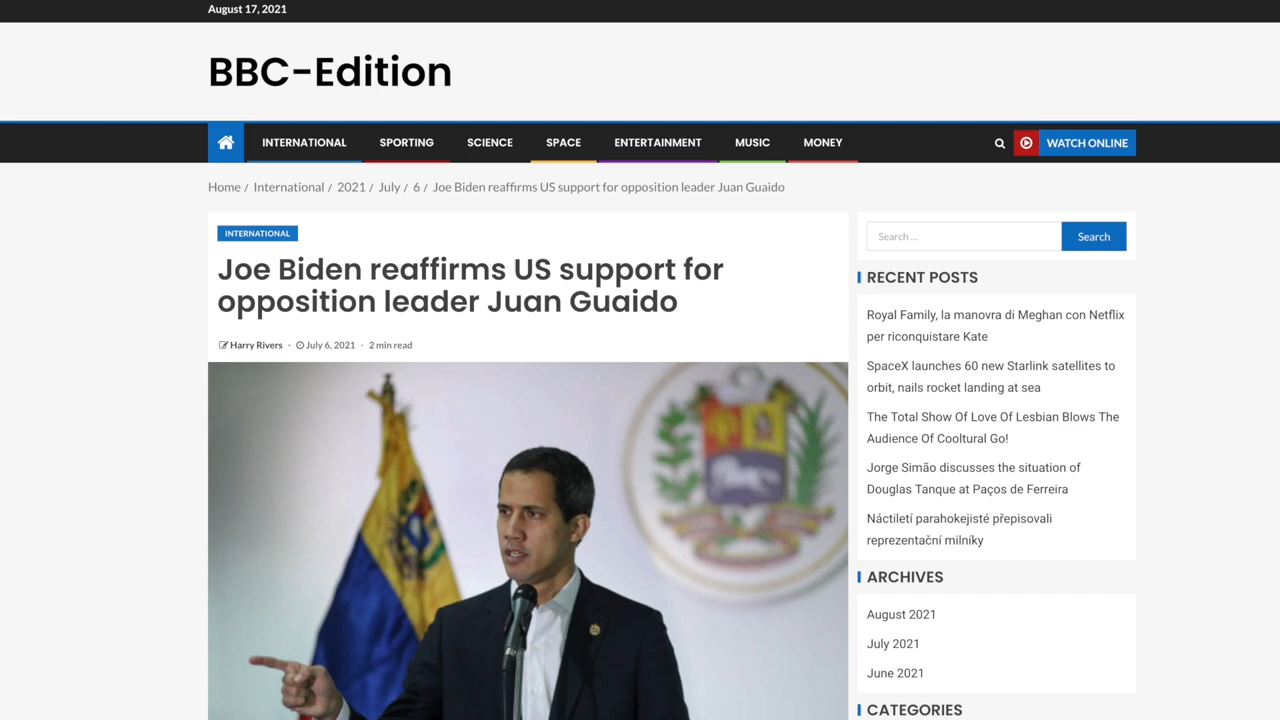 August 17, 2021
BBC-Edition
INTERNATIONAL SPORTING SCIENCE SPACE ENTERTAINMENT MUSIC MONEY WATCH ONLINE
Home / International / 2021 / July / 6 / Joe Biden reaffirms US support for opposition leader Juan Guaido
INTERNATIONAL
Joe Biden reaffirms US support for
opposition leader Juan Guaido
Harry Rivers · July 6, 2021 · 2 min read
Search ... Search
RECENT POSTS
Royal Family, la manovra di Meghan con Netflix
per riconquistare Kate
SpaceX launches 60 new Starlink satellites to
orbit, nails rocket landing at sea
The Total Show Of Love Of Lesbian Blows The
Audience Of Cooltural Go!
Jorge Simão discusses the situation of
Douglas Tanque at Paços de Ferreira
Náctiletí parahokejisté přepisovali
reprezentační milníky
ARCHIVES
August 2021
July 2021
June 2021
CATEGORIES